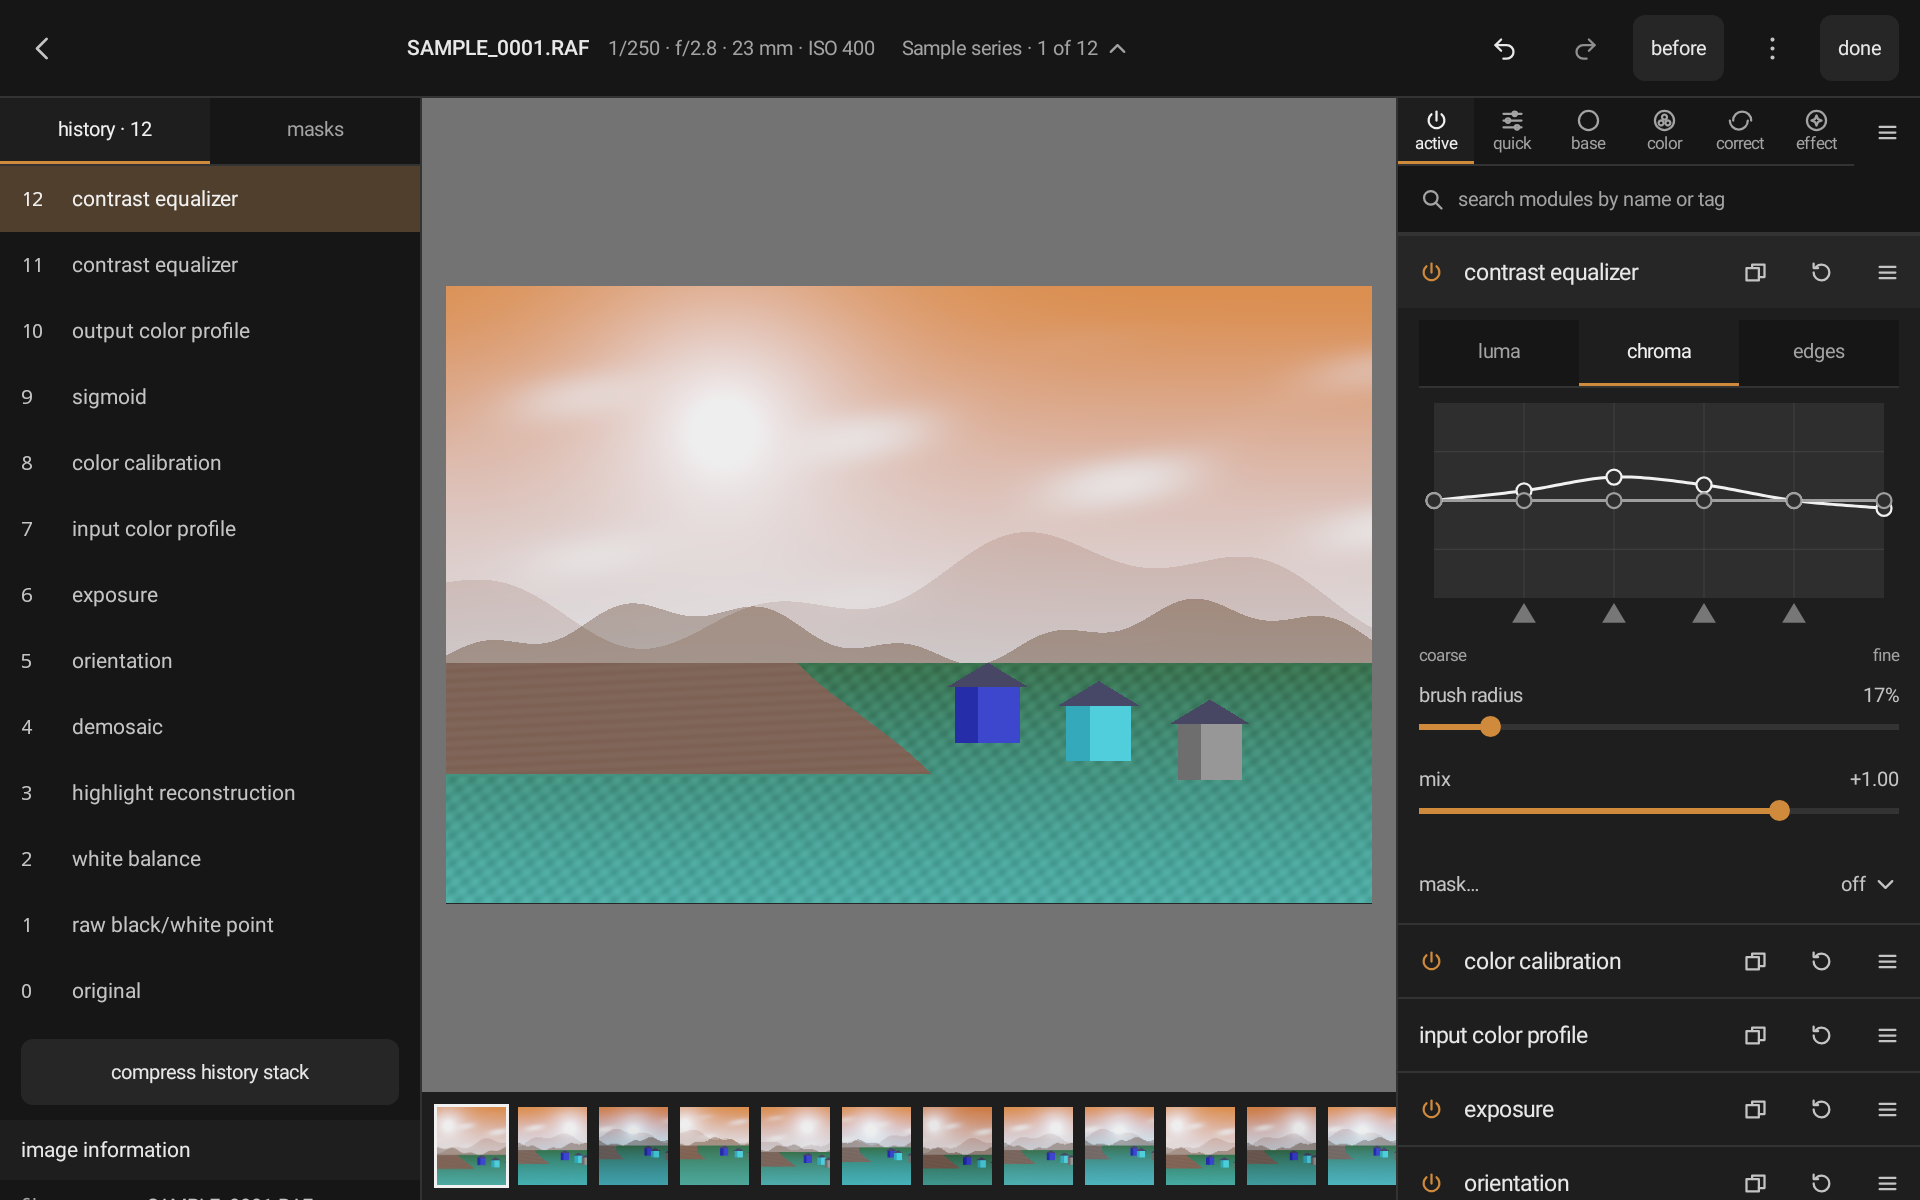 SAMPLE_0001.RAF 1/250 · f/2.8 · 23 mm · ISO 400 Sample series · 1 of 12
before
done
history · 12
masks
12 contrast equalizer
11 contrast equalizer
10 output color profile
9 sigmoid
8 color calibration
7 input color profile
6 exposure
5 orientation
4 demosaic
3 highlight reconstruction
2 white balance
1 raw black/white point
0 original
compress history stack
image information
active quick base color correct effect
search modules by name or tag
contrast equalizer
luma chroma edges
coarse fine
brush radius 17%
mix +1.00
mask... off
color calibration
input color profile
exposure
orientation